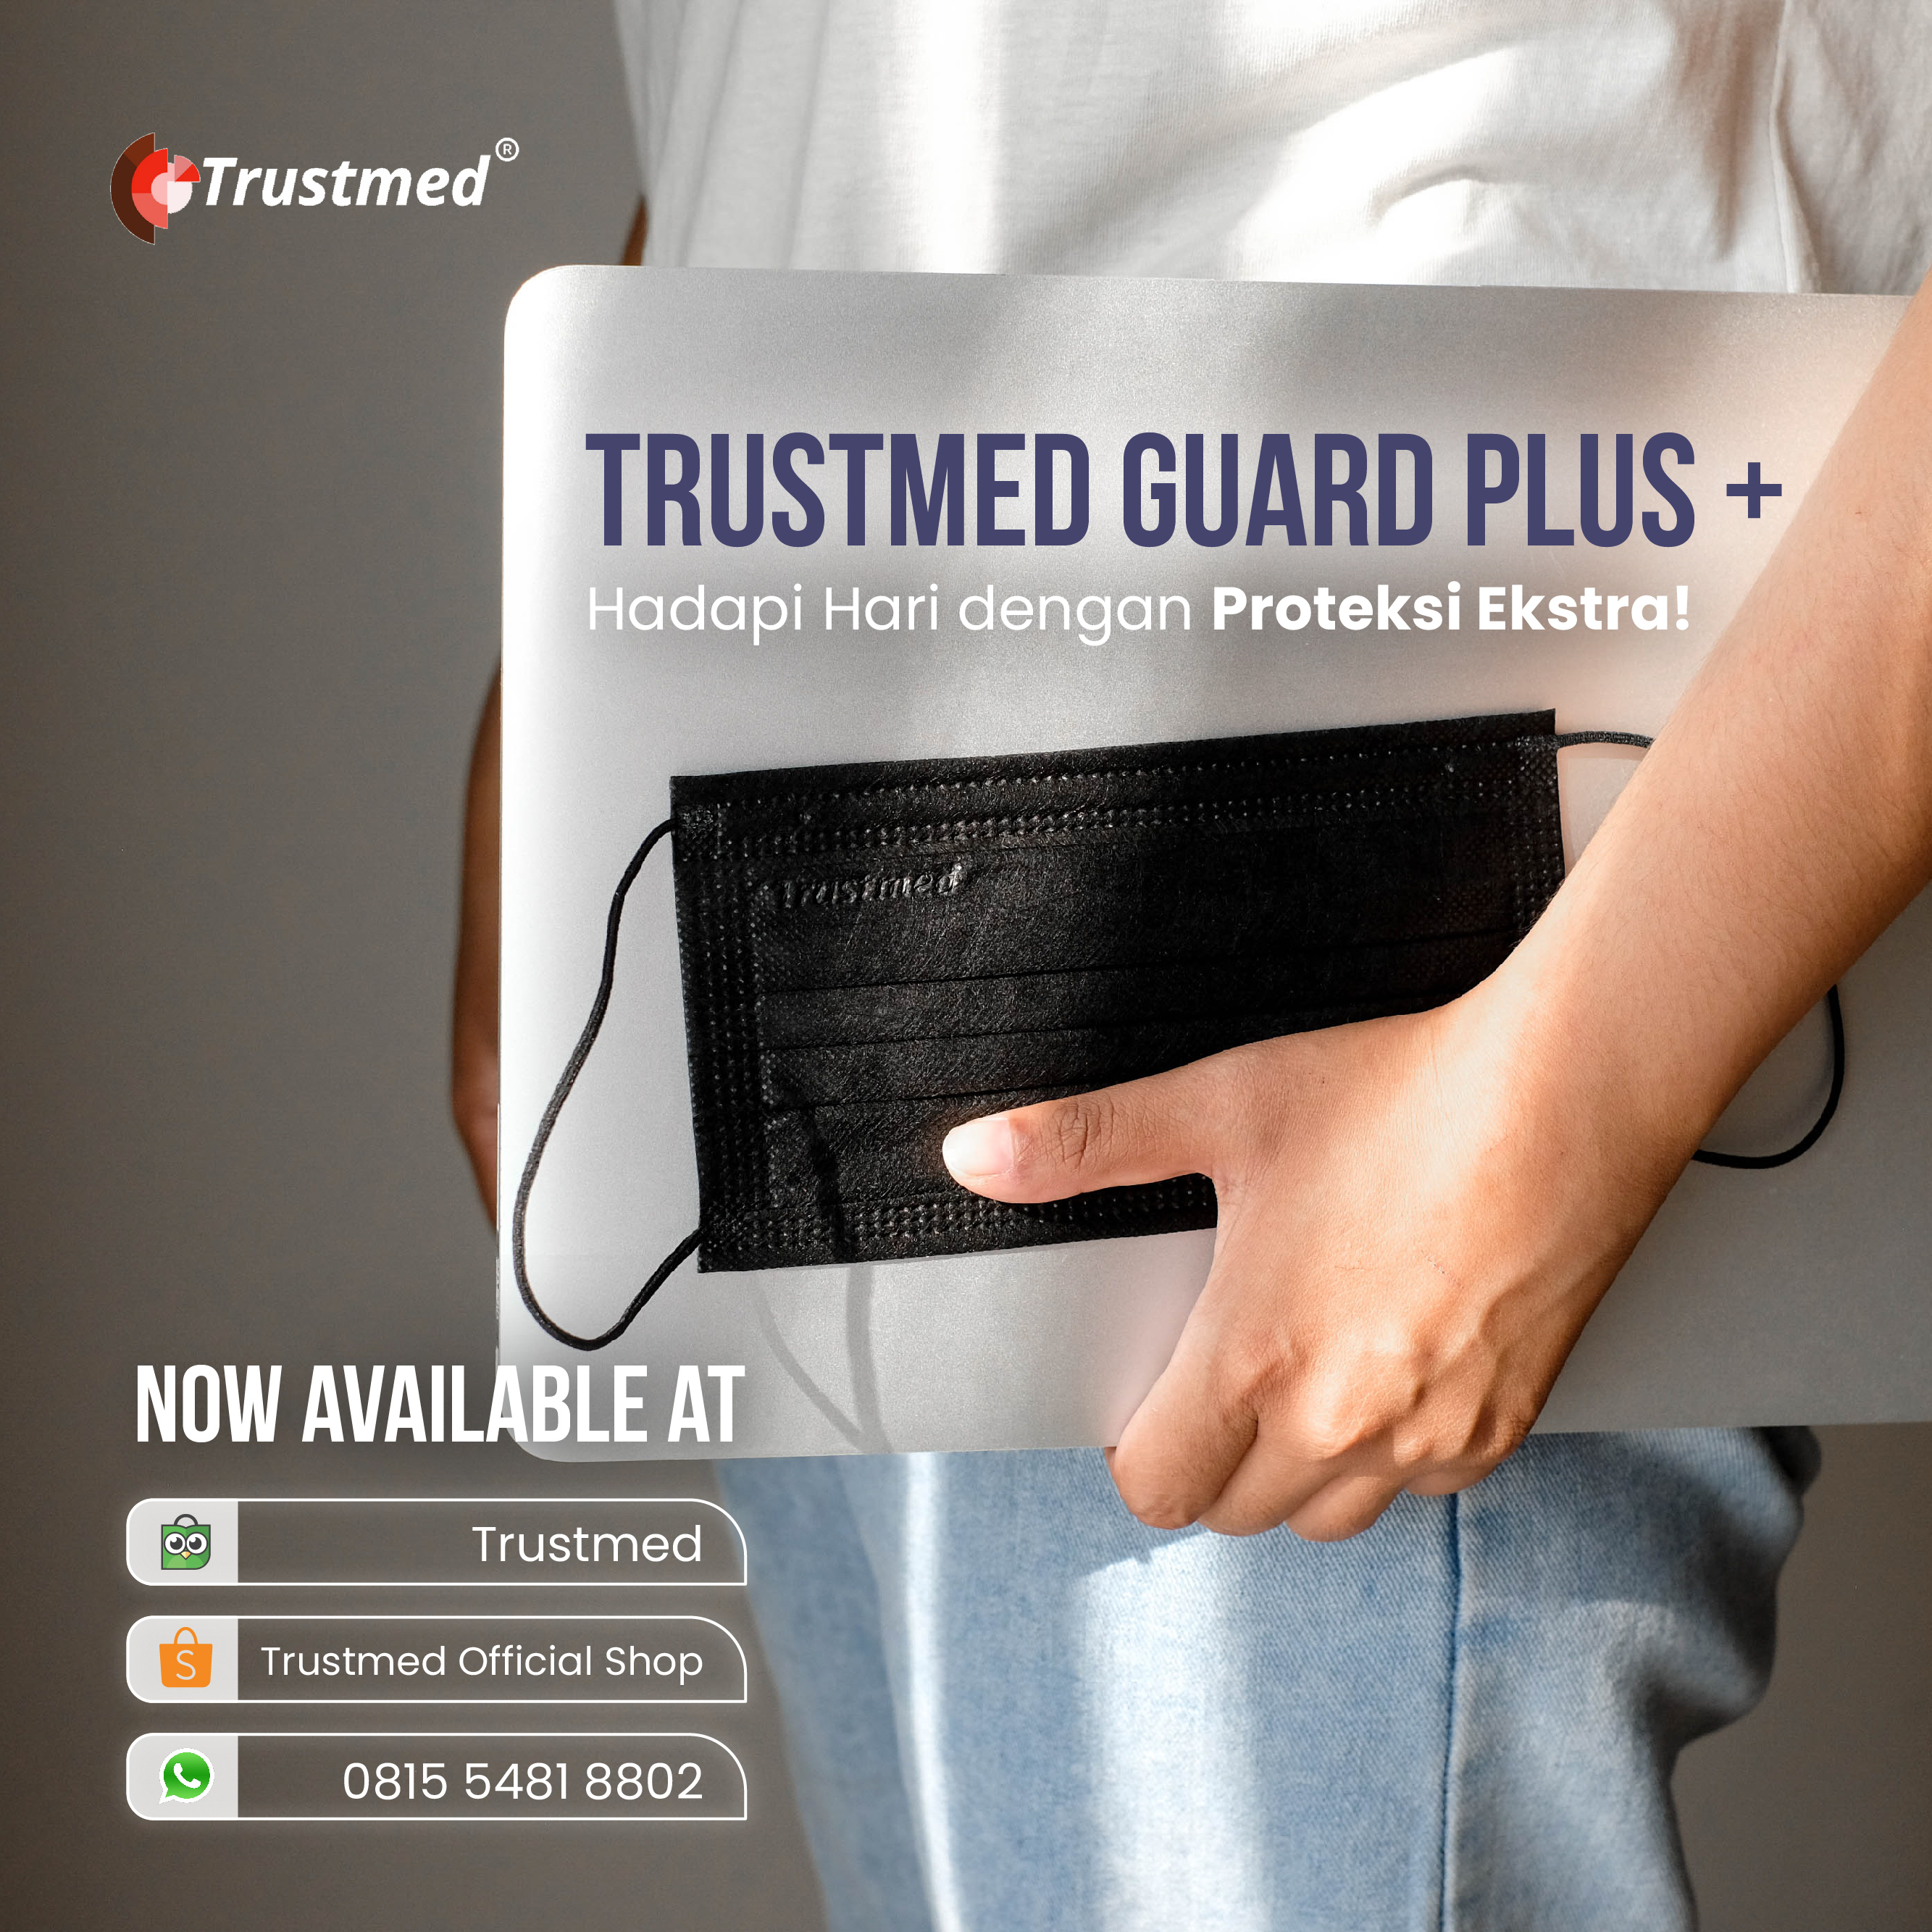 Trustmed®
TRUSTMED GUARD PLUS +
Hadapi Hari dengan Proteksi Ekstra!
Trustmed®
NOW AVAILABLE AT
Trustmed
S
Trustmed Official Shop
0815 5481 8802